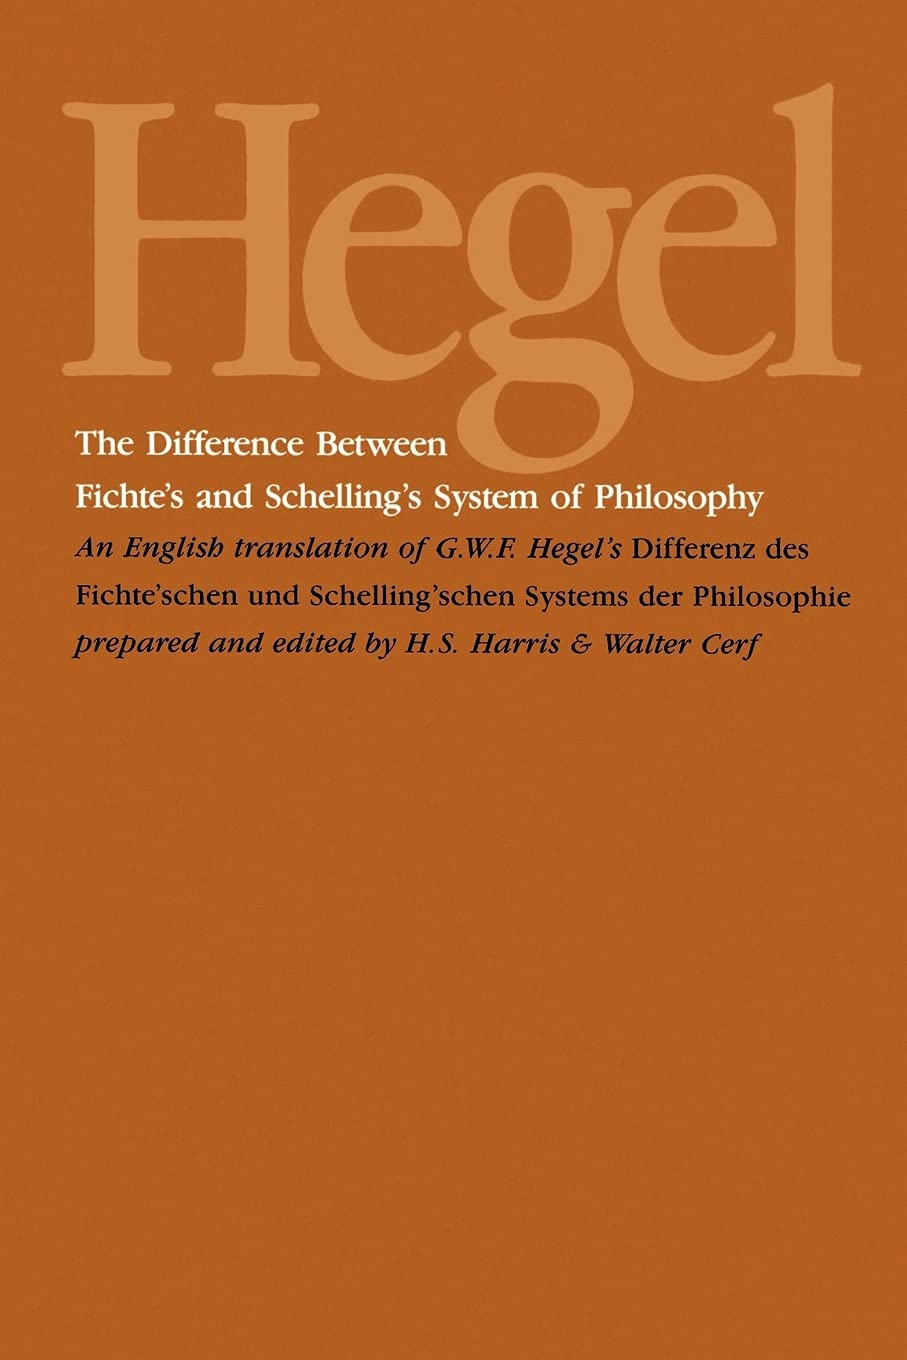 Hegel
The Difference Between
Fichte's and Schelling's System of Philosophy
An English translation of G.W.F. Hegel's Differenz des
Fichte'schen und Schelling'schen Systems der Philosophie
prepared and edited by H.S. Harris & Walter Cerf